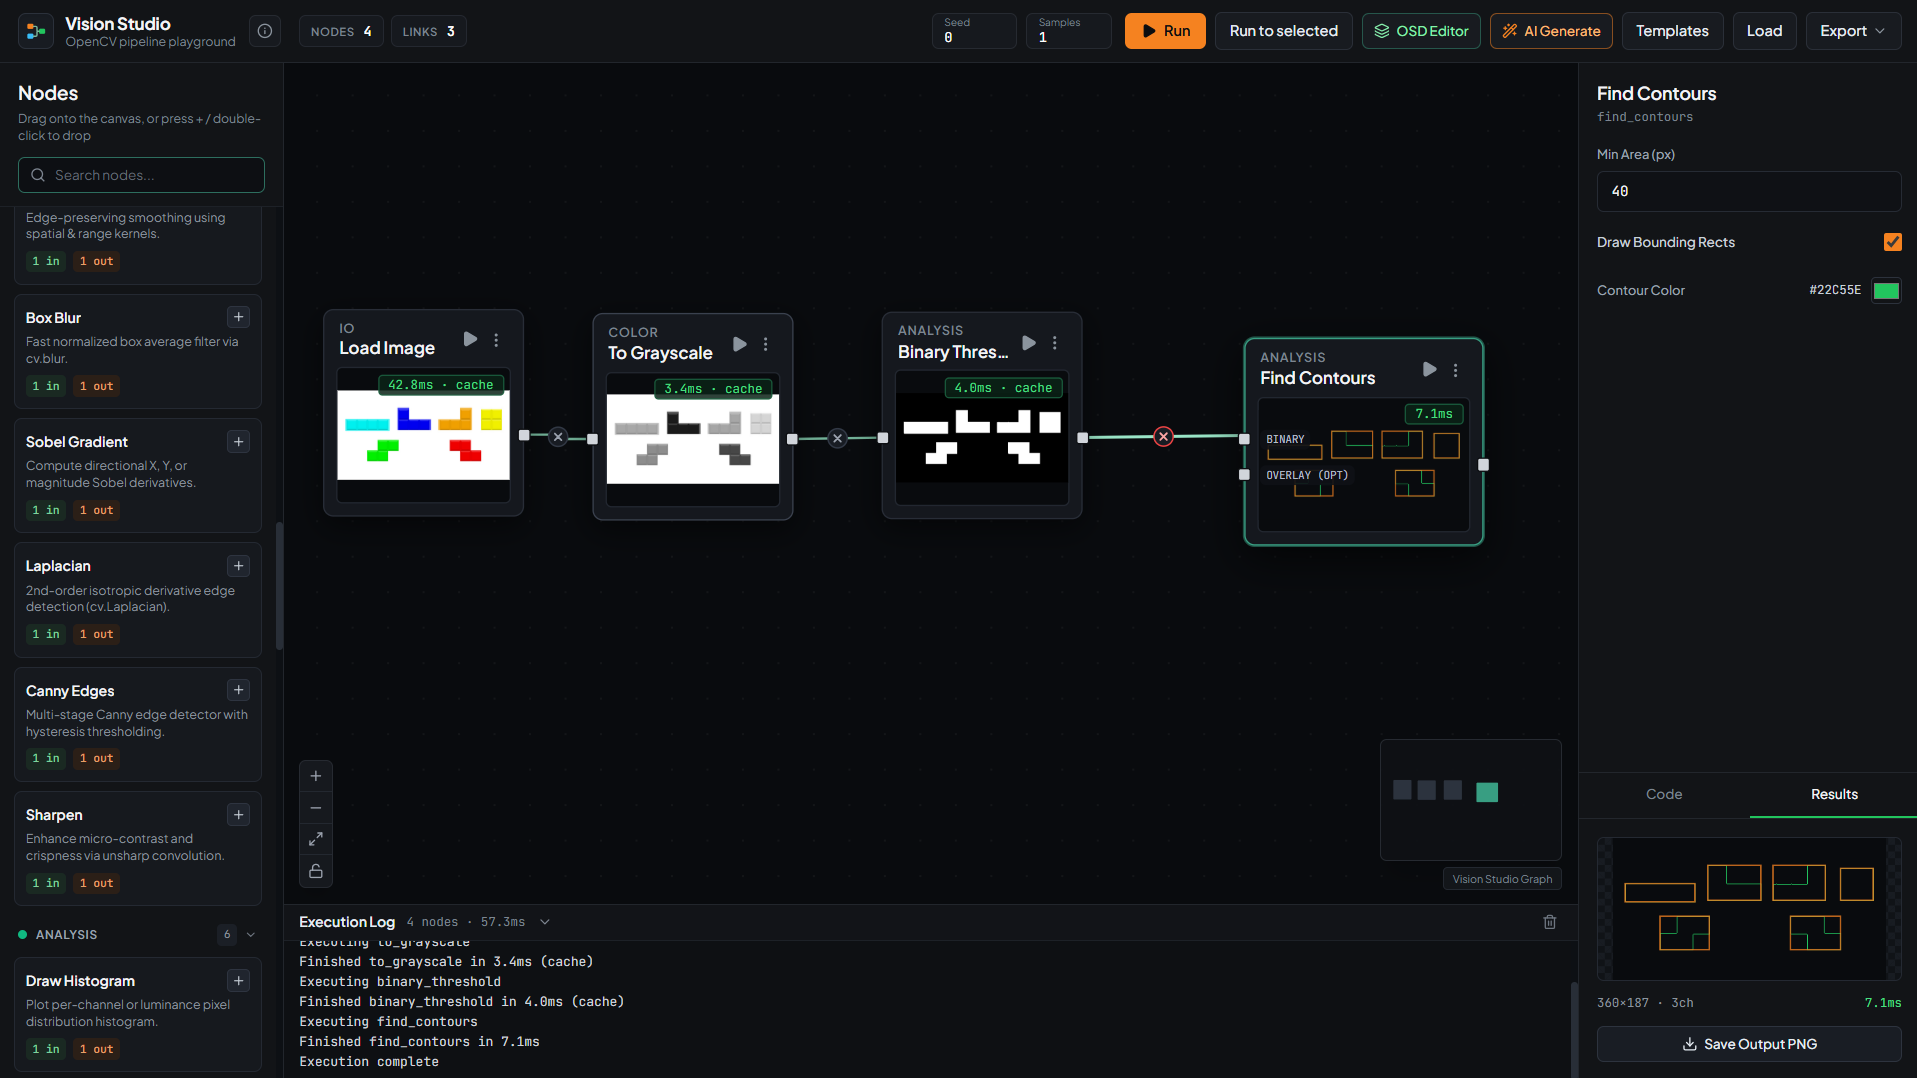 Vision Studio
OpenCV pipeline playground
NODES 4
LINKS 3
Seed
0
Samples
1
Run
Run to selected
OSD Editor
AI Generate
Templates
Load
Export
Nodes
Drag onto the canvas, or press + / double-
click to drop
Search nodes...
Edge-preserving smoothing using
spatial & range kernels.
1 in 1 out
Box Blur
Fast normalized box average filter via
cv.blur.
1 in 1 out
Sobel Gradient
Compute directional X, Y, or
magnitude Sobel derivatives.
1 in 1 out
Laplacian
2nd-order isotropic derivative edge
detection (cv.Laplacian).
1 in 1 out
Canny Edges
Multi-stage Canny edge detector with
hysteresis thresholding.
1 in 1 out
Sharpen
Enhance micro-contrast and
crispness via unsharp convolution.
1 in 1 out
ANALYSIS 6
Draw Histogram
Plot per-channel or luminance pixel
distribution histogram.
1 in 1 out
IO
Load Image
42.8ms · cache
COLOR
To Grayscale
3.4ms · cache
ANALYSIS
Binary Thres...
4.0ms · cache
ANALYSIS
Find Contours
7.1ms
BINARY
OVERLAY (OPT)
Vision Studio Graph
Execution Log 4 nodes · 57.3ms
Executing to_grayscale
Finished to_grayscale in 3.4ms (cache)
Executing binary_threshold
Finished binary_threshold in 4.0ms (cache)
Executing find_contours
Finished find_contours in 7.1ms
Execution complete
Find Contours
find_contours
Min Area (px)
40
Draw Bounding Rects
Contour Color #22C55E
Code Results
360×187 · 3ch 7.1ms
Save Output PNG